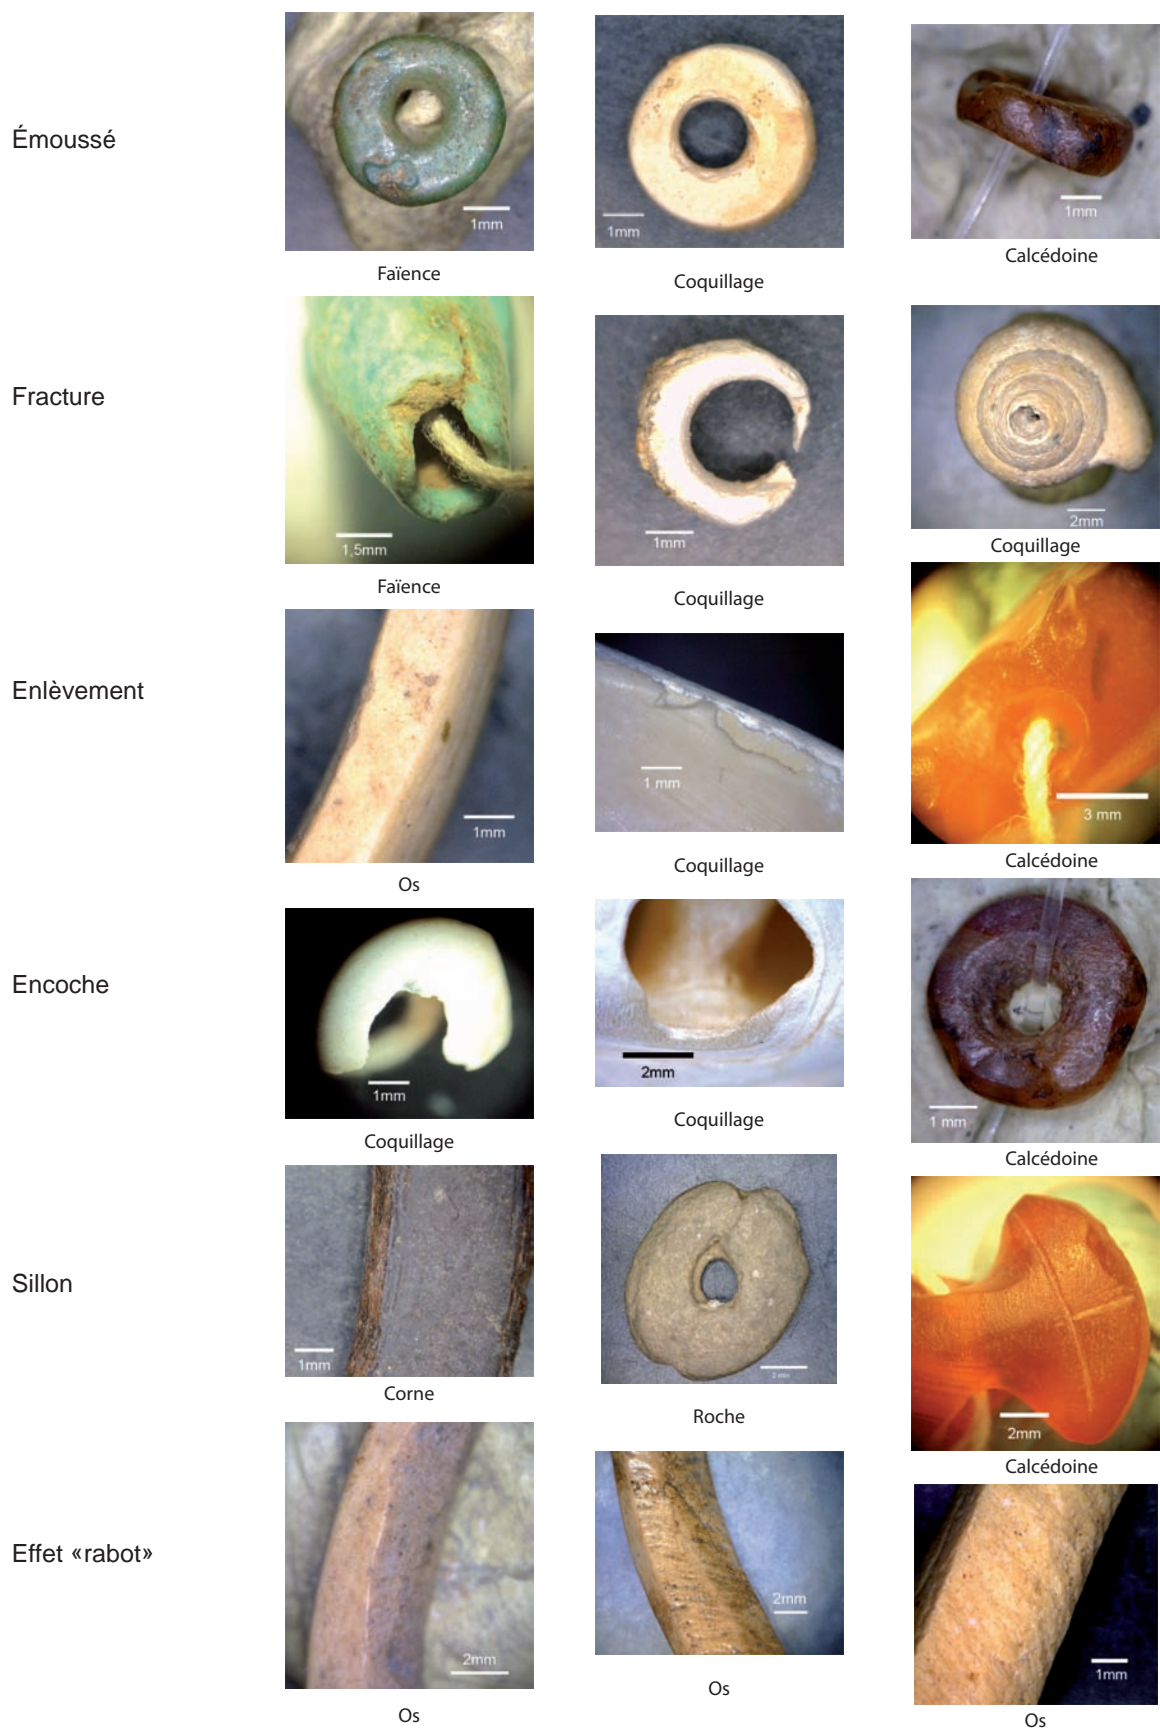 Émoussé
1mm
Faïence
1mm
Coquillage
1mm
Calcédoine
Fracture
1,5mm
Faïence
1mm
Coquillage
2mm
Coquillage
Enlèvement
1mm
Os
1 mm
Coquillage
3 mm
Calcédoine
Encoche
1mm
Coquillage
2mm
Coquillage
1 mm
Calcédoine
Sillon
1mm
Corne
2 mm
Roche
2mm
Calcédoine
Effet «rabot»
2mm
Os
2mm
Os
1mm
Os